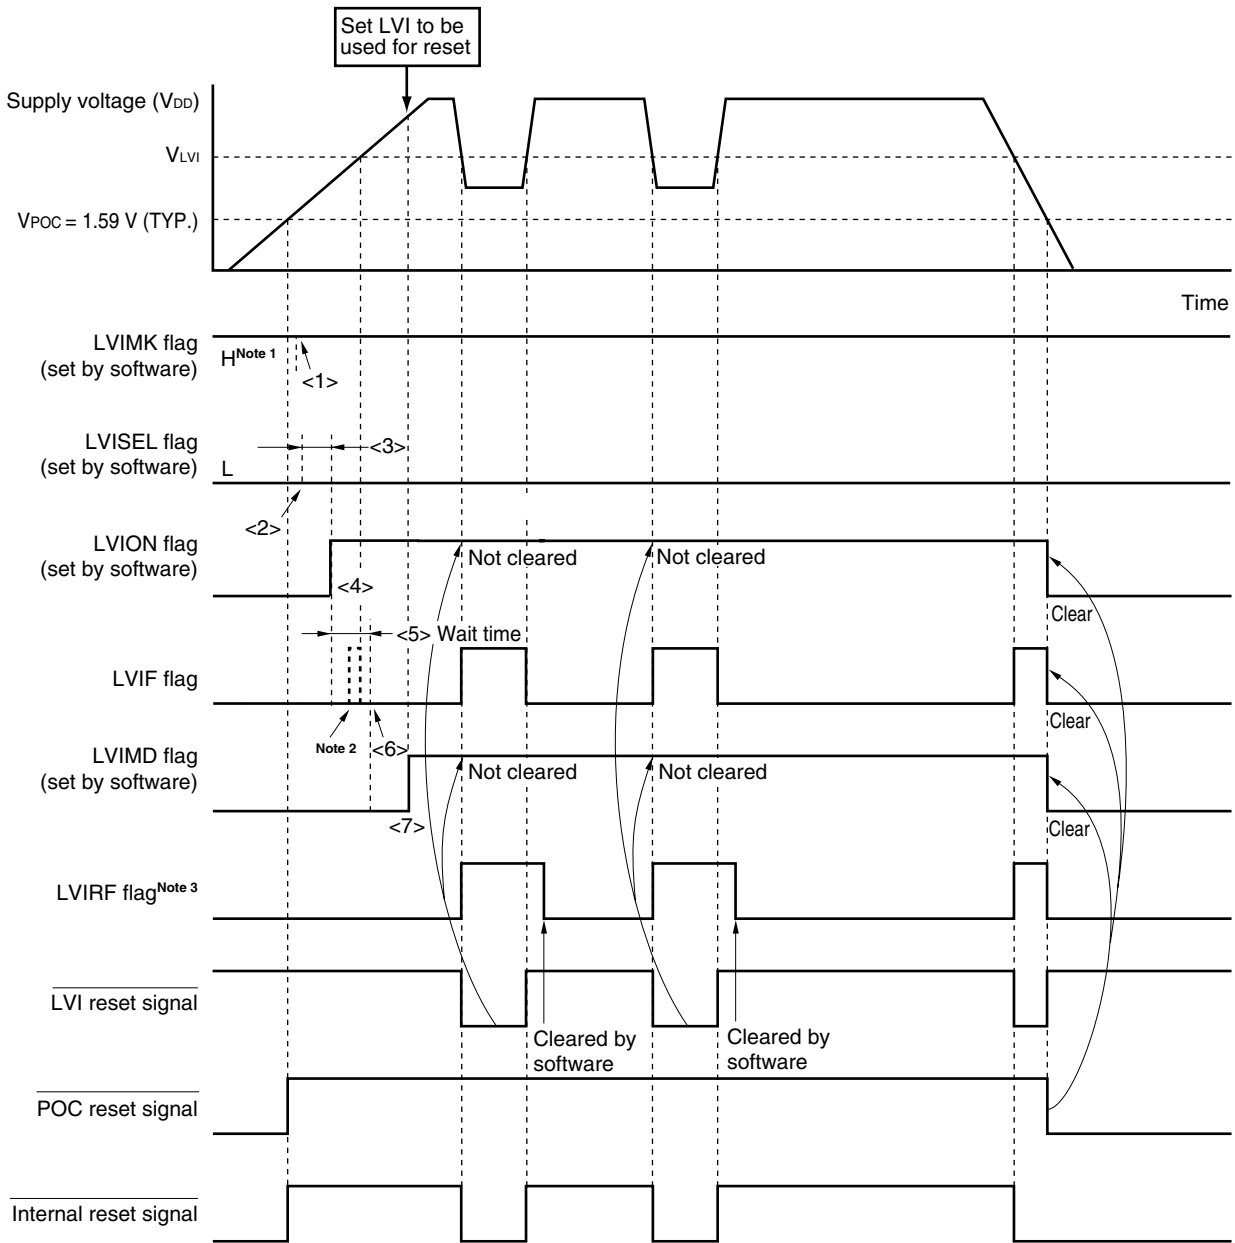 Set LVI to be
used for reset
Supply voltage (VDD)
VLVI
VPOC = 1.59 V (TYP.)
Time
LVIMK flag
(set by software)
H Note 1
<1>
LVISEL flag
(set by software)
L
<3>
<2>
LVION flag
(set by software)
Not cleared
Not cleared
<4>
Clear
<5> Wait time
LVIF flag
Note 2
<6>
Clear
LVIMD flag
(set by software)
Not cleared
Not cleared
<7>
Clear
LVIRF flag Note 3
LVI reset signal
Cleared by
software
Cleared by
software
POC reset signal
Internal reset signal